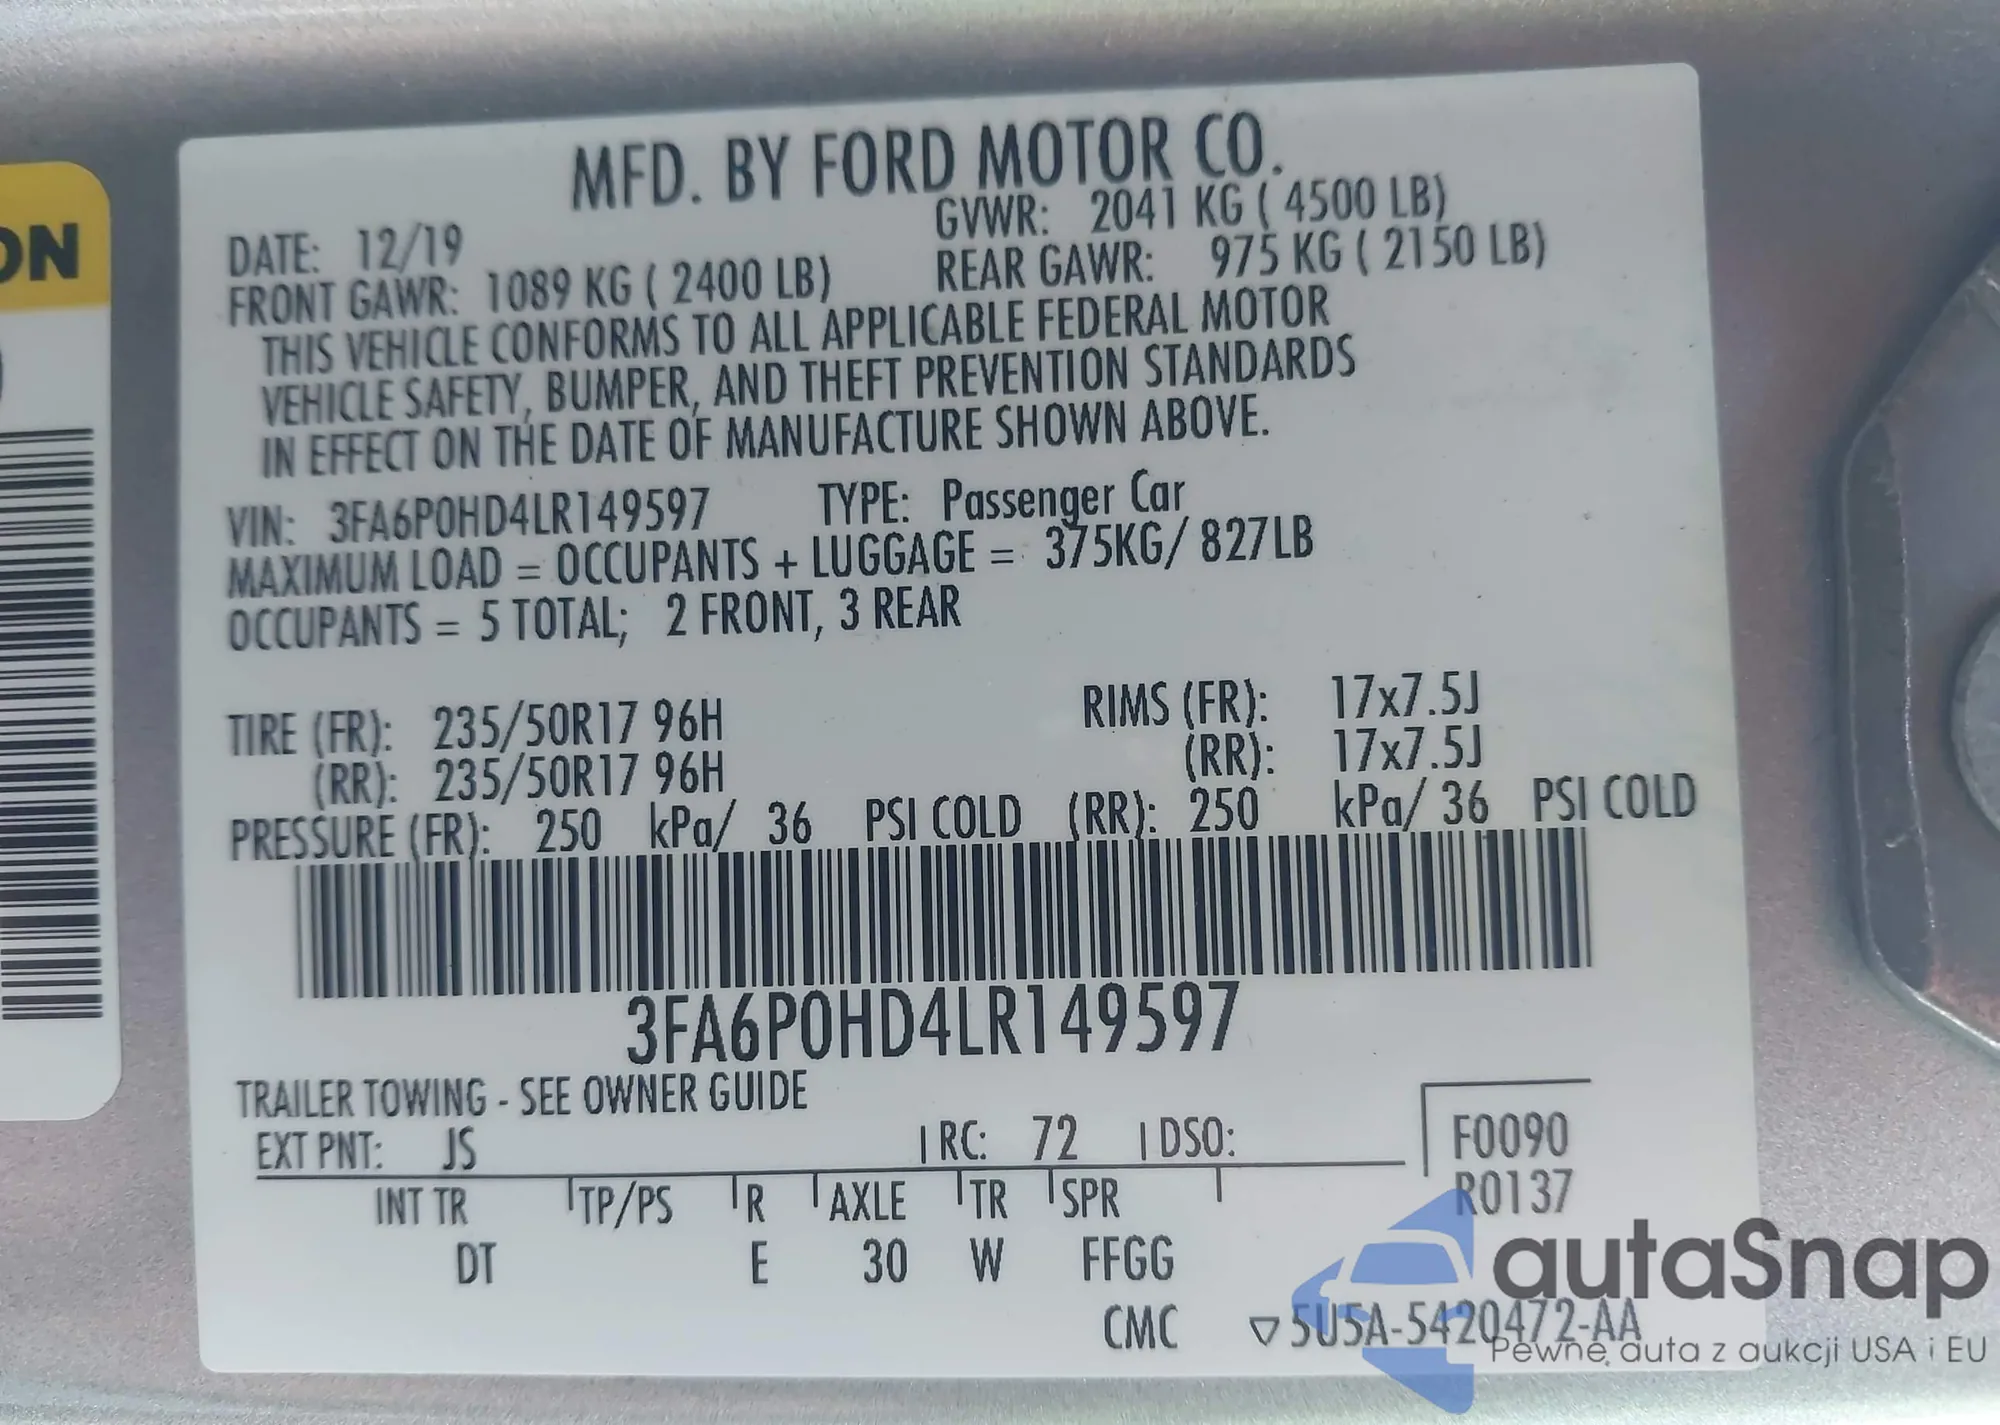 ON
MFD. BY FORD MOTOR CO.
DATE: 12/19 GVWR: 2041 KG ( 4500 LB)
FRONT GAWR: 1089 KG ( 2400 LB) REAR GAWR: 975 KG ( 2150 LB)
THIS VEHICLE CONFORMS TO ALL APPLICABLE FEDERAL MOTOR
VEHICLE SAFETY, BUMPER, AND THEFT PREVENTION STANDARDS
IN EFFECT ON THE DATE OF MANUFACTURE SHOWN ABOVE.
VIN: 3FA6P0HD4LR149597 TYPE: Passenger Car
MAXIMUM LOAD = OCCUPANTS + LUGGAGE = 375KG/ 827LB
OCCUPANTS = 5 TOTAL; 2 FRONT, 3 REAR
TIRE (FR): 235/50R17 96H RIMS (FR): 17x7.5J
(RR): 235/50R17 96H (RR): 17x7.5J
PRESSURE (FR): 250 kPa/ 36 PSI COLD (RR): 250 kPa/ 36 PSI COLD
3FA6P0HD4LR149597
TRAILER TOWING - SEE OWNER GUIDE
EXT PNT: JS RC: 72 DSO: F0090
R0137
INT TR TP/PS R AXLE TR SPR
DT E 30 W FFGG
CMC ▽5U5A-5420472-AA
autaSnap
Pewne auta z aukcji USA i EU